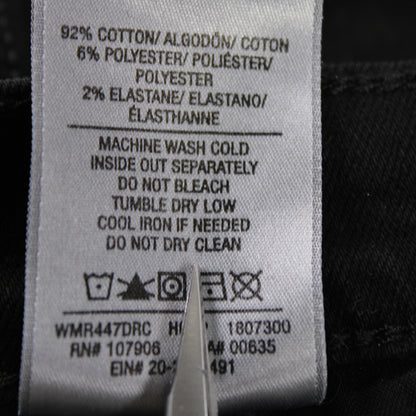 92% COTTON/ ALGODÓN/ COTON
6% POLYESTER/ POLIÉSTER/
POLYESTER
2% ELASTANE/ ELASTANO/
ÉLASTHANNE
MACHINE WASH COLD
INSIDE OUT SEPARATELY
DO NOT BLEACH
TUMBLE DRY LOW
COOL IRON IF NEEDED
DO NOT DRY CLEAN
WMR447DRC 1807300
RN# 107906 00635
EIN#